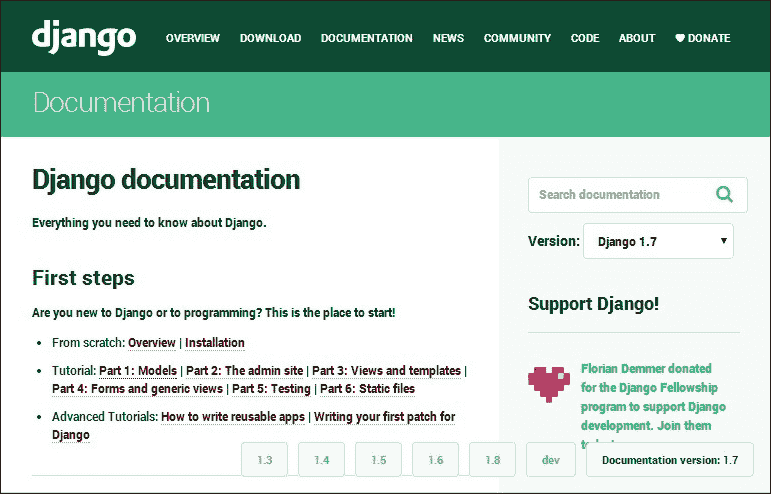 django OVERVIEW DOWNLOAD DOCUMENTATION NEWS COMMUNITY CODE ABOUT DONATE
Documentation
Django documentation
Everything you need to know about Django.
First steps
Are you new to Django or to programming? This is the place to start!
• From scratch: Overview | Installation
• Tutorial: Part 1: Models | Part 2: The admin site | Part 3: Views and templates |
Part 4: Forms and generic views | Part 5: Testing | Part 6: Static files
• Advanced Tutorials: How to write reusable apps | Writing your first patch for
Django
Search documentation
Version: Django 1.7
Support Django!
Florian Demmer donated
for the Django Fellowship
program to support Django
development. Join them
1.3 1.4 1.5 1.6 1.8 dev Documentation version: 1.7